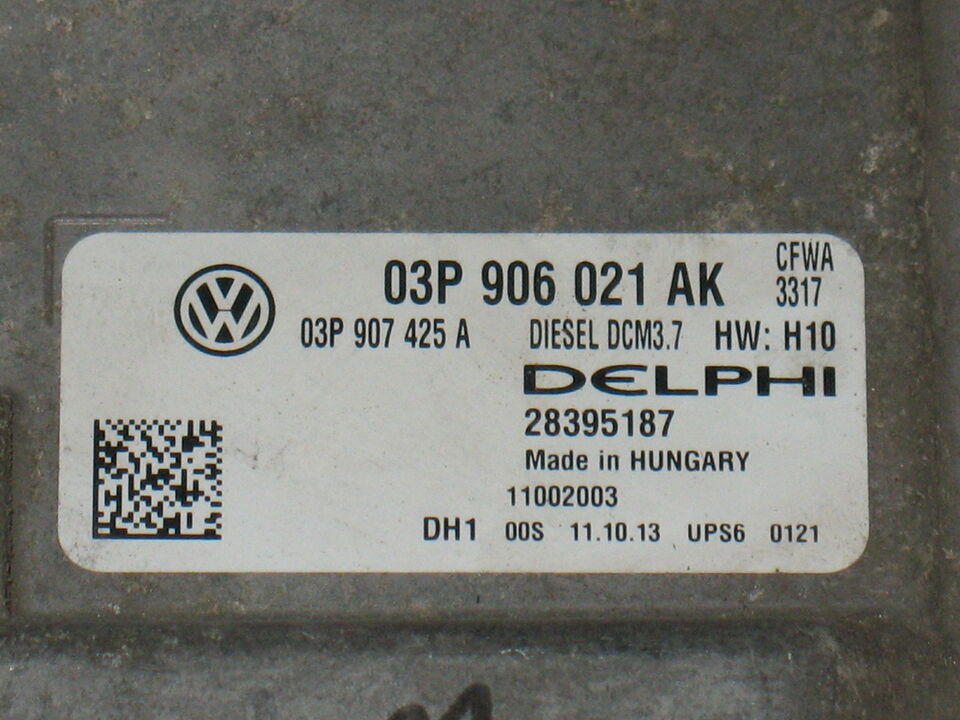 03P 906 021 AK CFWA
3317
03P 907 425 A DIESEL DCM3.7 HW: H10
DELPHI
28395187
Made in HUNGARY
11002003
DH1 00S 11.10.13 UPS6 0121